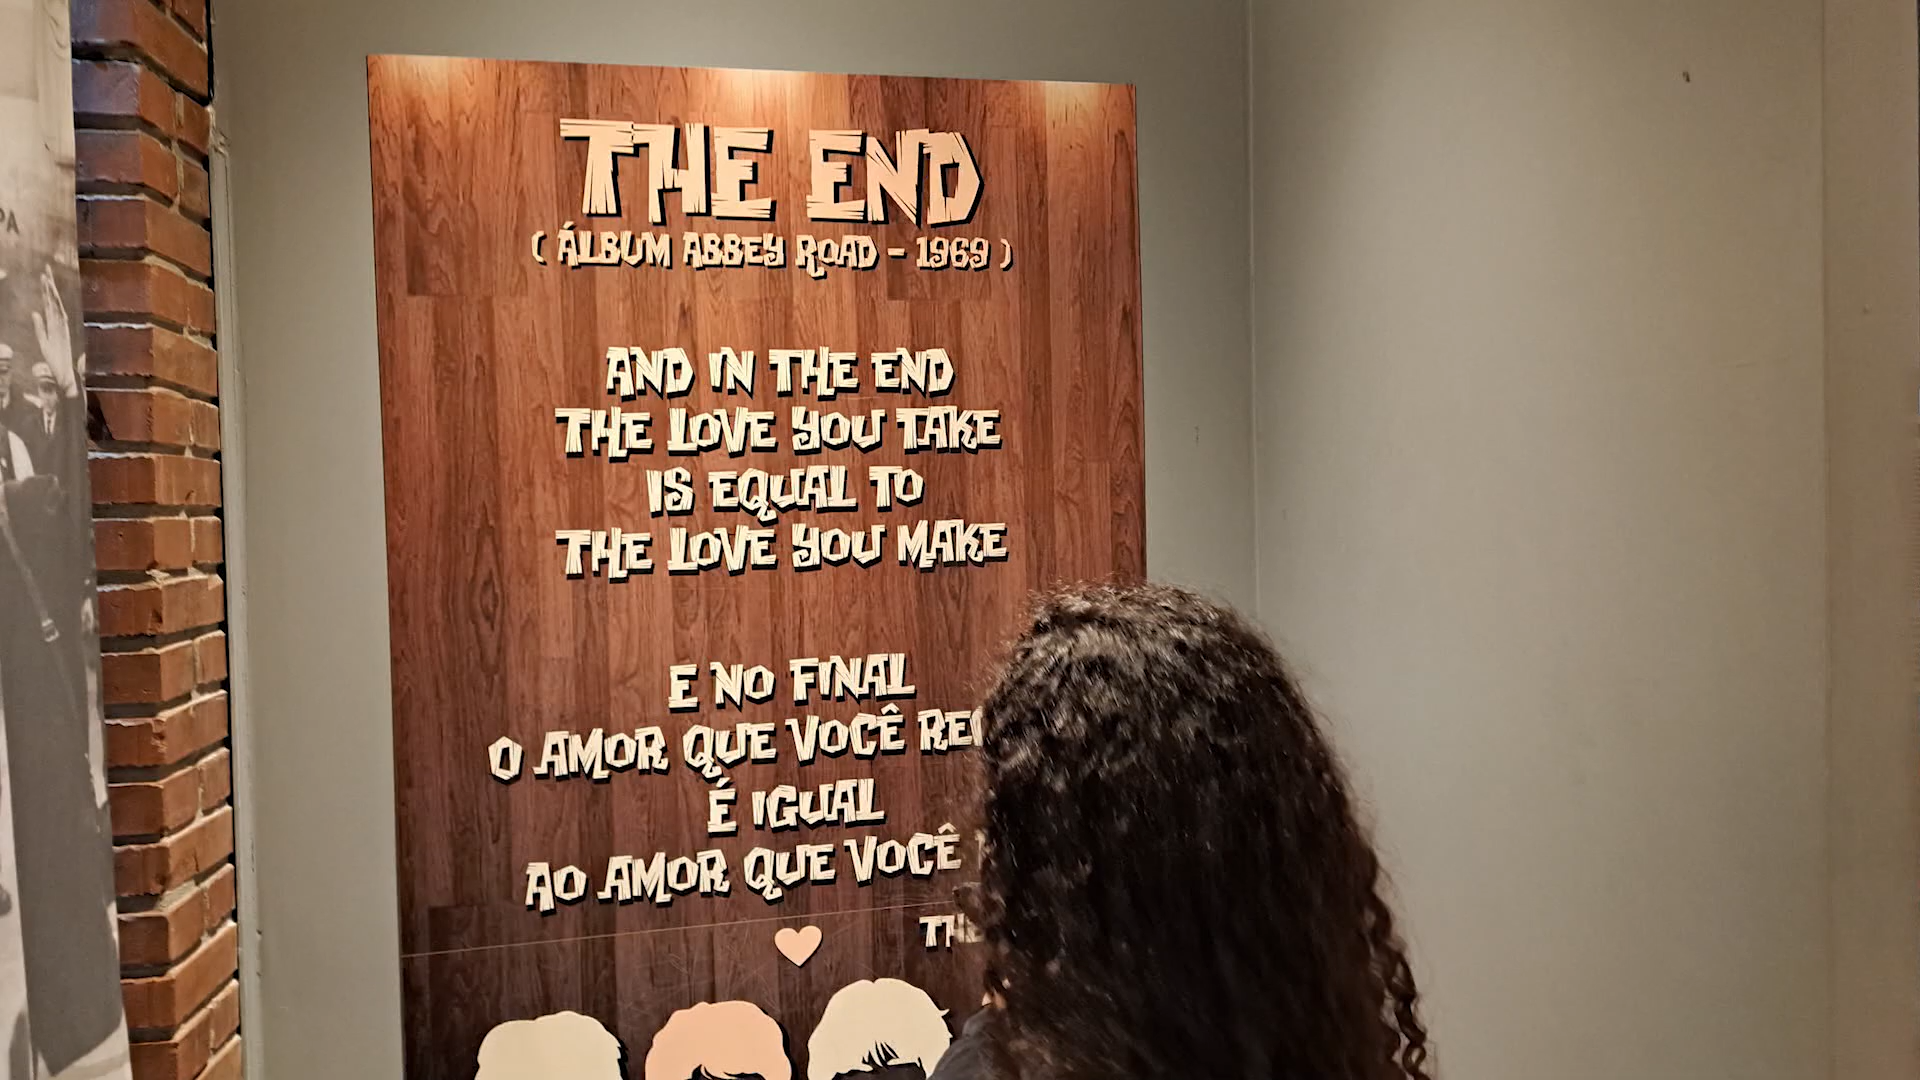 THE END
( ÁLBUM ABBEY ROAD - 1969 )
AND IN THE END
THE LOVE YOU TAKE
IS EQUAL TO
THE LOVE YOU MAKE
E NO FINAL
O AMOR QUE VOCÊ
É IGUAL
AO AMOR QUE VOCÊ
THE